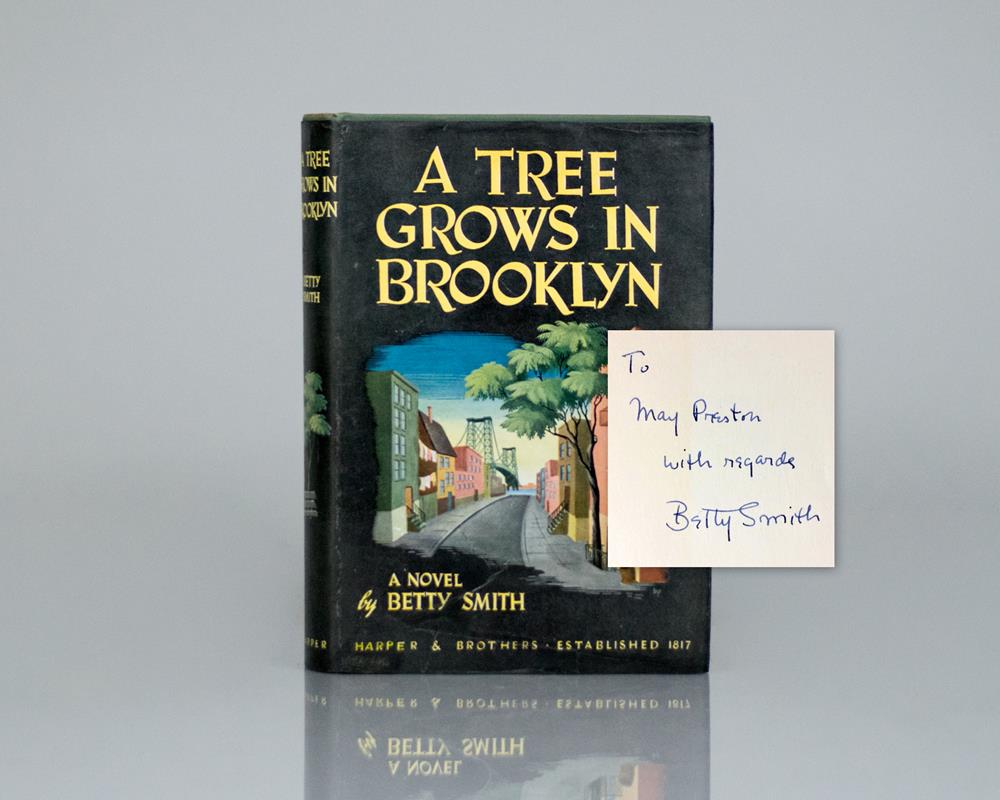 A TREE
GROWS IN
BROOKLYN
A NOVEL
by BETTY SMITH
HARPER & BROTHERS · ESTABLISHED 1817
A TREE
GROWS IN
BROOKLYN
BETTY
SMITH
HARPER
To
May Preston
with regards
Betty Smith